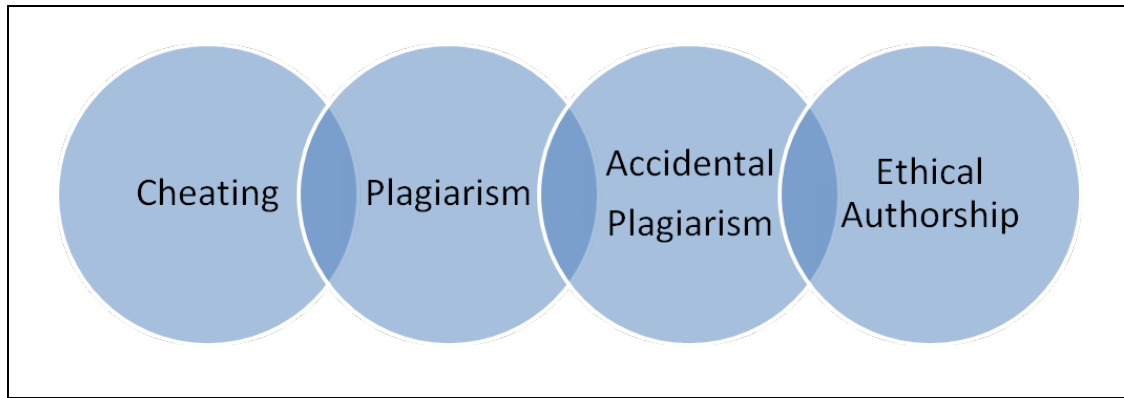 Cheating
Plagiarism
Accidental
Plagiarism
Ethical
Authorship